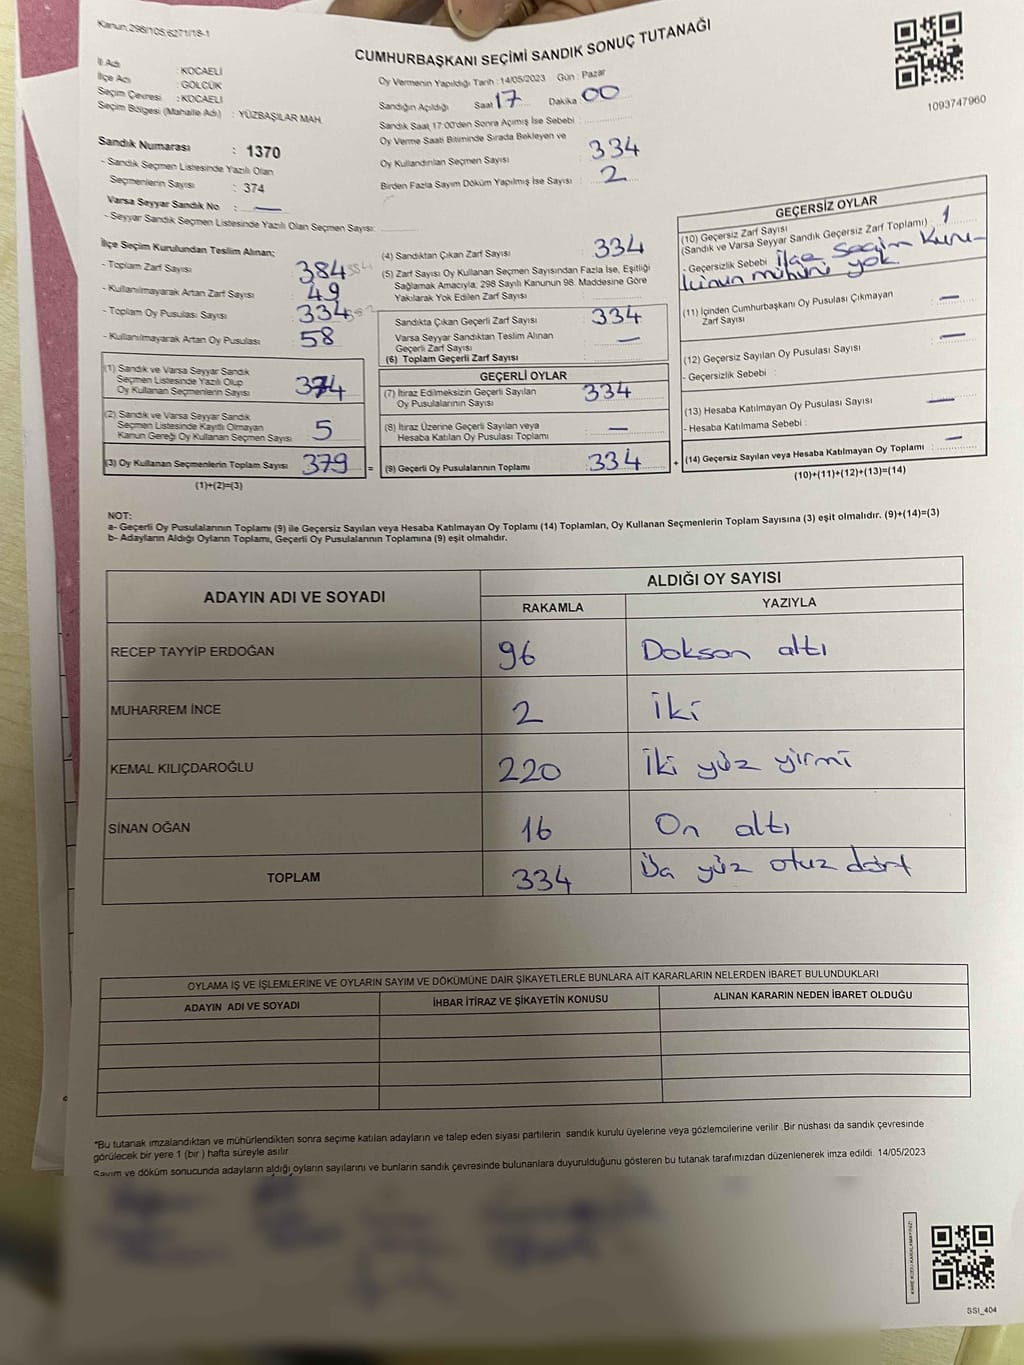 Kanun;298/105,6271/18-1
CUMHURBAŞKANI SEÇİMİ SANDIK SONUÇ TUTANAĞI
1093747960
İl Adı : KOCAELİ
İlçe Adı : GÖLCÜK
Seçim Çevresi : KOCAELİ
Seçim Bölgesi (Mahalle Adı) : YÜZBAŞILAR MAH.
Sandık Numarası : 1370
- Sandık Seçmen Listesinde Yazılı Olan
Seçmenlerin Sayısı : 374
Varsa Seyyar Sandık No : —
- Seyyar Sandık Seçmen Listesinde Yazılı Olan Seçmen Sayısı:
Oy Vermenin Yapıldığı Tarih : 14/05/2023 Gün : Pazar
Sandığın Açıldığı Saat 17 Dakika 00
Sandık Saat 17:00'den Sonra Açılmış İse Sebebi :
Oy Verme Saati Bitiminde Sırada Bekleyen ve
Oy Kullandırılan Seçmen Sayısı : 334
Birden Fazla Sayım Döküm Yapılmış İse Sayısı : 2
İlçe Seçim Kurulundan Teslim Alınan;
- Toplam Zarf Sayısı 384
- Kullanılmayarak Artan Zarf Sayısı : 49
- Toplam Oy Pusulası Sayısı : 334
- Kullanılmayarak Artan Oy Pusulası : 58
(1) Sandık ve Varsa Seyyar Sandık
Seçmen Listesinde Yazılı Olup
Oy Kullanan Seçmenlerin Sayısı 374
(2) Sandık ve Varsa Seyyar Sandık
Seçmen Listesinde Kayıtlı Olmayan
Kanun Gereği Oy Kullanan Seçmen Sayısı 5
(3) Oy Kullanan Seçmenlerin Toplam Sayısı 379 =
(1)+(2)=(3)
(4) Sandıktan Çıkan Zarf Sayısı 334
(5) Zarf Sayısı Oy Kullanan Seçmen Sayısından Fazla İse, Eşitliği
Sağlamak Amacıyla; 298 Sayılı Kanunun 98. Maddesine Göre
Yakılarak Yok Edilen Zarf Sayısı
Sandıkta Çıkan Geçerli Zarf Sayısı : 334
Varsa Seyyar Sandıktan Teslim Alınan
Geçerli Zarf Sayısı : —
(6) Toplam Geçerli Zarf Sayısı :
GEÇERLİ OYLAR
(7) İtiraz Edilmeksizin Geçerli Sayılan
Oy Pusulalarının Sayısı : 334
(8) İtiraz Üzerine Geçerli Sayılan veya
Hesaba Katılan Oy Pusulası Toplamı : —
(9) Geçerli Oy Pusulalarının Toplamı : 334 +
GEÇERSİZ OYLAR
(10) Geçersiz Zarf Sayısı
(Sandık ve Varsa Seyyar Sandık Geçersiz Zarf Toplamı) 1
- Geçersizlik Sebebi : İlçe Seçim Kuru-
lunun mührü yok
(11) İçinden Cumhurbaşkanı Oy Pusulası Çıkmayan
Zarf Sayısı : —
(12) Geçersiz Sayılan Oy Pusulası Sayısı : —
- Geçersizlik Sebebi :
(13) Hesaba Katılmayan Oy Pusulası Sayısı : —
- Hesaba Katılmama Sebebi :
(14) Geçersiz Sayılan veya Hesaba Katılmayan Oy Toplamı : —
(10)+(11)+(12)+(13)=(14)
NOT:
a- Geçerli Oy Pusulalarının Toplamı (9) ile Geçersiz Sayılan veya Hesaba Katılmayan Oy Toplamı (14) Toplamları, Oy Kullanan Seçmenlerin Toplam Sayısına (3) eşit olmalıdır. (9)+(14)=(3)
b- Adayların Aldığı Oyların Toplamı, Geçerli Oy Pusulalarının Toplamına (9) eşit olmalıdır.
ADAYIN ADI VE SOYADI ALDIĞI OY SAYISI
RAKAMLA YAZIYLA
RECEP TAYYİP ERDOĞAN 96 Doksan altı
MUHARREM İNCE 2 iki
KEMAL KILIÇDAROĞLU 220 İki yüz yirmi
SİNAN OĞAN 16 On altı
TOPLAM 334 yüz otuz dört
OYLAMA İŞ VE İŞLEMLERİNE VE OYLARIN SAYIM VE DÖKÜMÜNE DAİR ŞİKAYETLERLE BUNLARA AİT KARARLARIN NELERDEN İBARET BULUNDUKLARI
ADAYIN ADI VE SOYADI İHBAR İTİRAZ VE ŞİKAYETİN KONUSU ALINAN KARARIN NEDEN İBARET OLDUĞU
*Bu tutanak imzalandıktan ve mühürlendikten sonra seçime katılan adayların ve talep eden siyasi partilerin sandık kurulu üyelerine veya gözlemcilerine verilir. Bir nushası da sandık çevresinde
görülecek bir yere 1 (bir) hafta süreyle asılır.
Sayım ve döküm sonucunda adayların aldığı oyların sayılarını ve bunların sandık çevresinde bulunanlara duyurulduğunu gösteren bu tutanak tarafımızdan düzenlenerek imza edildi. 14/05/2023
SSI_404